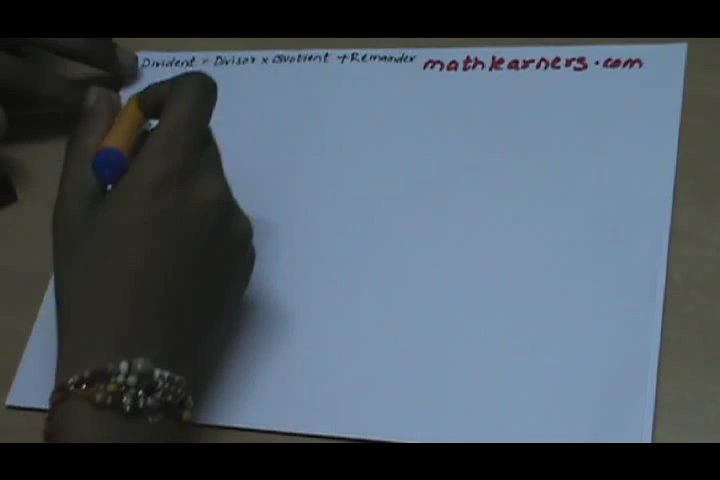 Divident = Divisor x Quotient + Remainder mathlearners.com